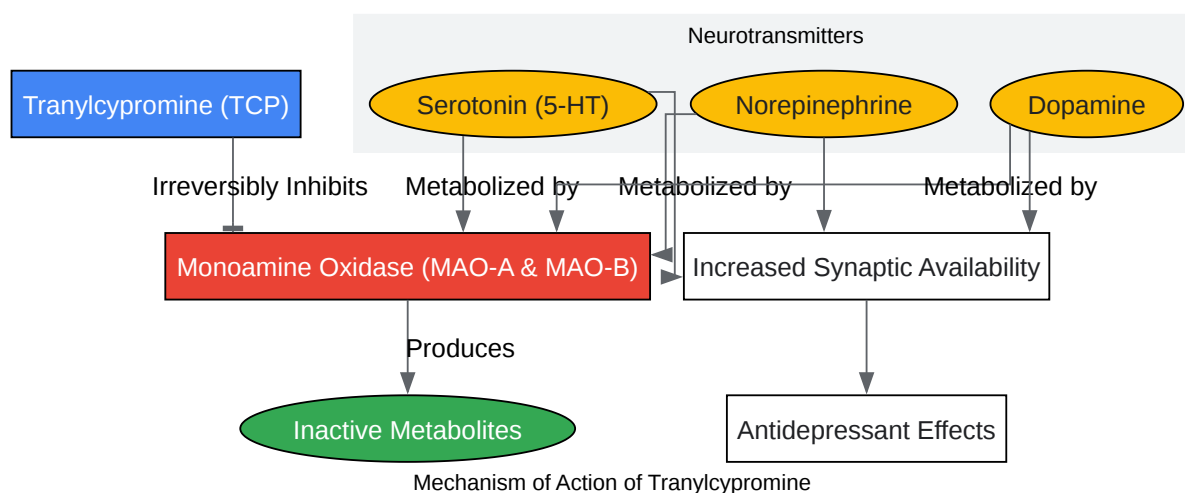 Neurotransmitters
Tranylcypromine (TCP)
Serotonin (5-HT)
Norepinephrine
Dopamine
Irreversibly Inhibits
Metabolized by
Metabolized by
Metabolized by
Monoamine Oxidase (MAO-A & MAO-B)
Increased Synaptic Availability
Produces
Inactive Metabolites
Antidepressant Effects
Mechanism of Action of Tranylcypromine